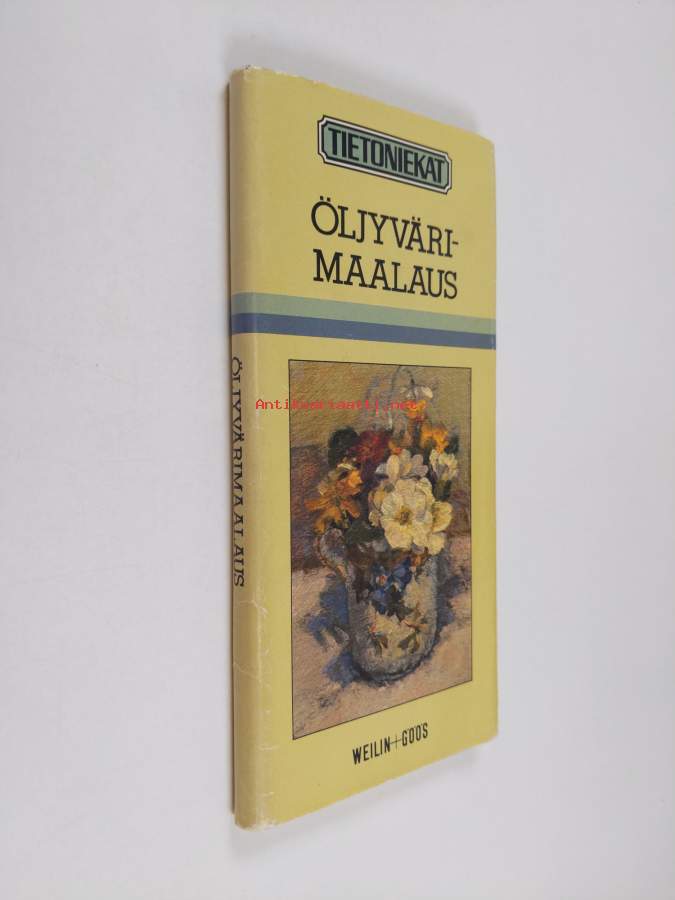 TIETONIEKAT
ÖLJYVÄRI-
MAALAUS
ÖLJYVÄRIMAALAUS
Antikvariaatti.net
WEILIN+GÖÖS